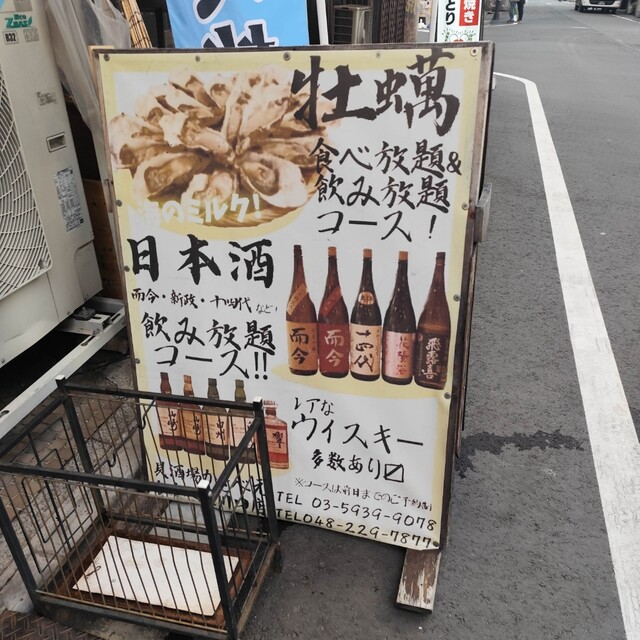 牡蠣
食べ放題&
飲み放題
コース!
海のミルク!
日本酒
而今・新政・十四代など!
飲み放題
コース!!
而今
而今
十四代
飛露喜
レアな
ウイスキー
多数あり
響
※コースは前日までのご予約制
TEL 03-5939-9078
TEL 048-229-7877